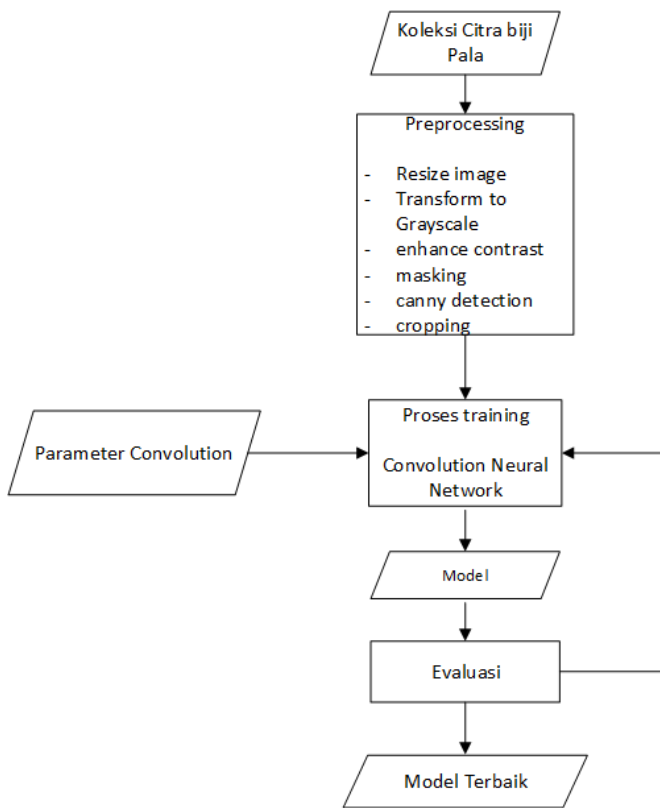 Koleksi Citra biji
Pala
Preprocessing
- Resize image
- Transform to
Grayscale
- enhance contrast
- masking
- canny detection
- cropping
Parameter Convolution
Proses training
Convolution Neural
Network
Model
Evaluasi
Model Terbaik